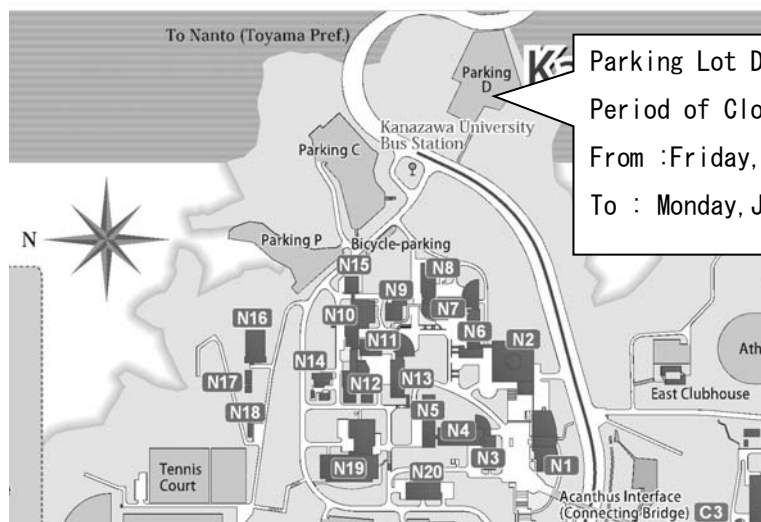 To Nanto (Toyama Pref.)
Parking
D
Parking Lot D
Period of Clo
From :Friday,
To : Monday, J
Kanazawa University
Bus Station
Parking C
N
Parking P
Bicycle-parking
N15
N8
N9
N16
N10
N7
N6
N2
N11
N14
N17
N12
N13
Ath
East Clubhouse
N18
N5
N4
N3
N1
N19
N20
Tennis
Court
Acanthus Interface
(Connecting Bridge)
C3